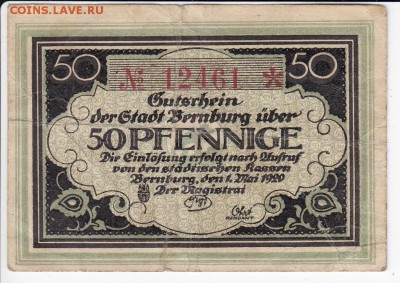 COINS.LAVE.RU
50 50
№ 12461 *
Gutschein
der Stadt Bernburg über
50 PFENNIGE
Die Einlösung erfolgt nach Aufruf
von den städtischen Kassen
Bernburg, den 1. Mai 1920
Der Magistrat
RENDANT